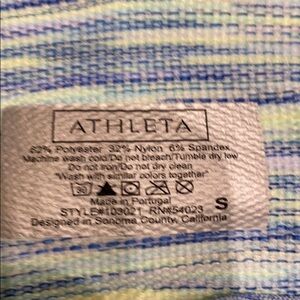 ATHLETA
62% Polyester 32% Nylon 6% Spandex
Machine wash cold/Do not bleach/Tumble dry low
Do not iron/Do not dry clean
"Wash with similar colors together"
30
Made in Portugal
STYLE#103021 RN#54023 S
Designed in Sonoma County, California